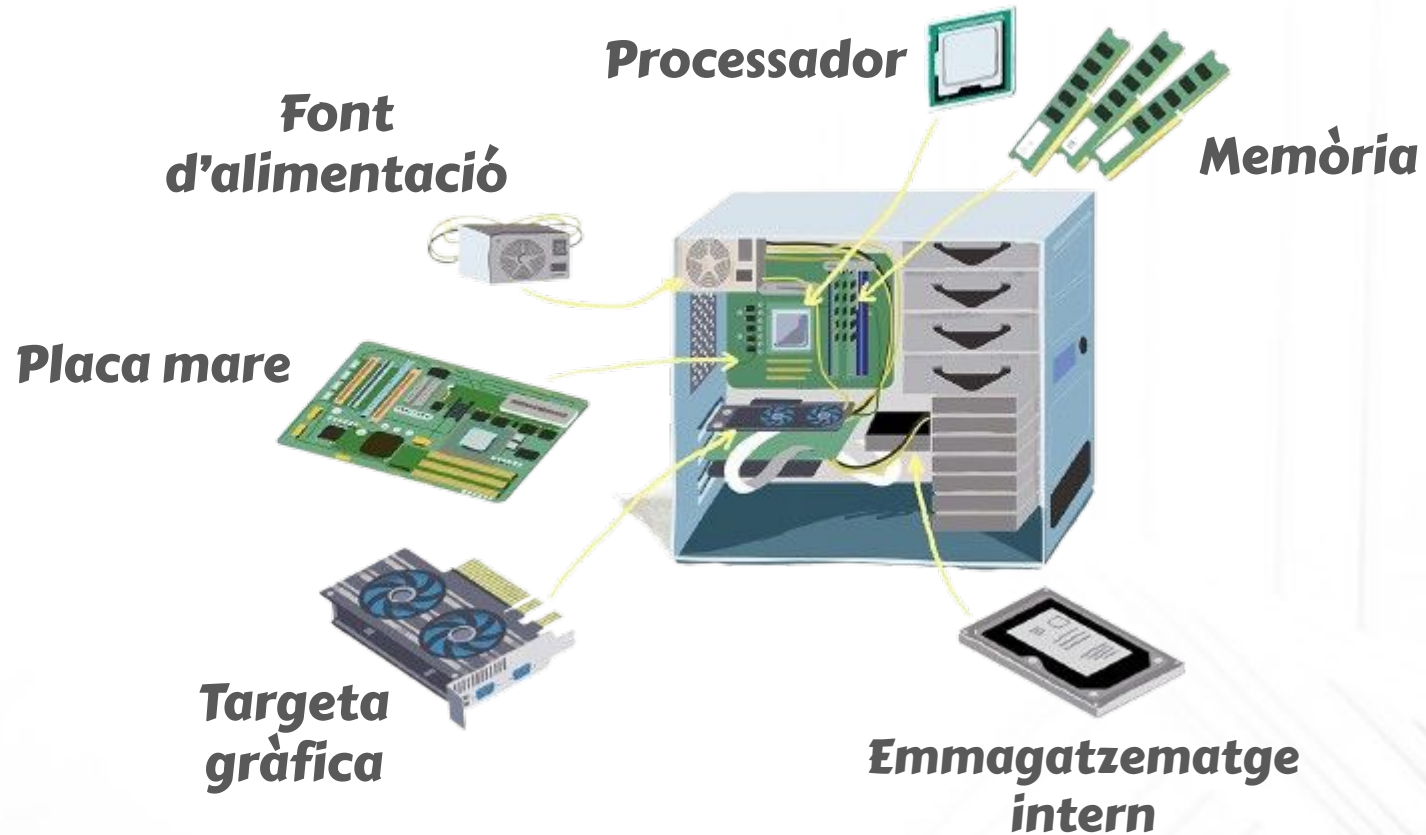 Processador
Font
d’alimentació
Memòria
Placa mare
Targeta
gràfica
Emmagatzematge
intern